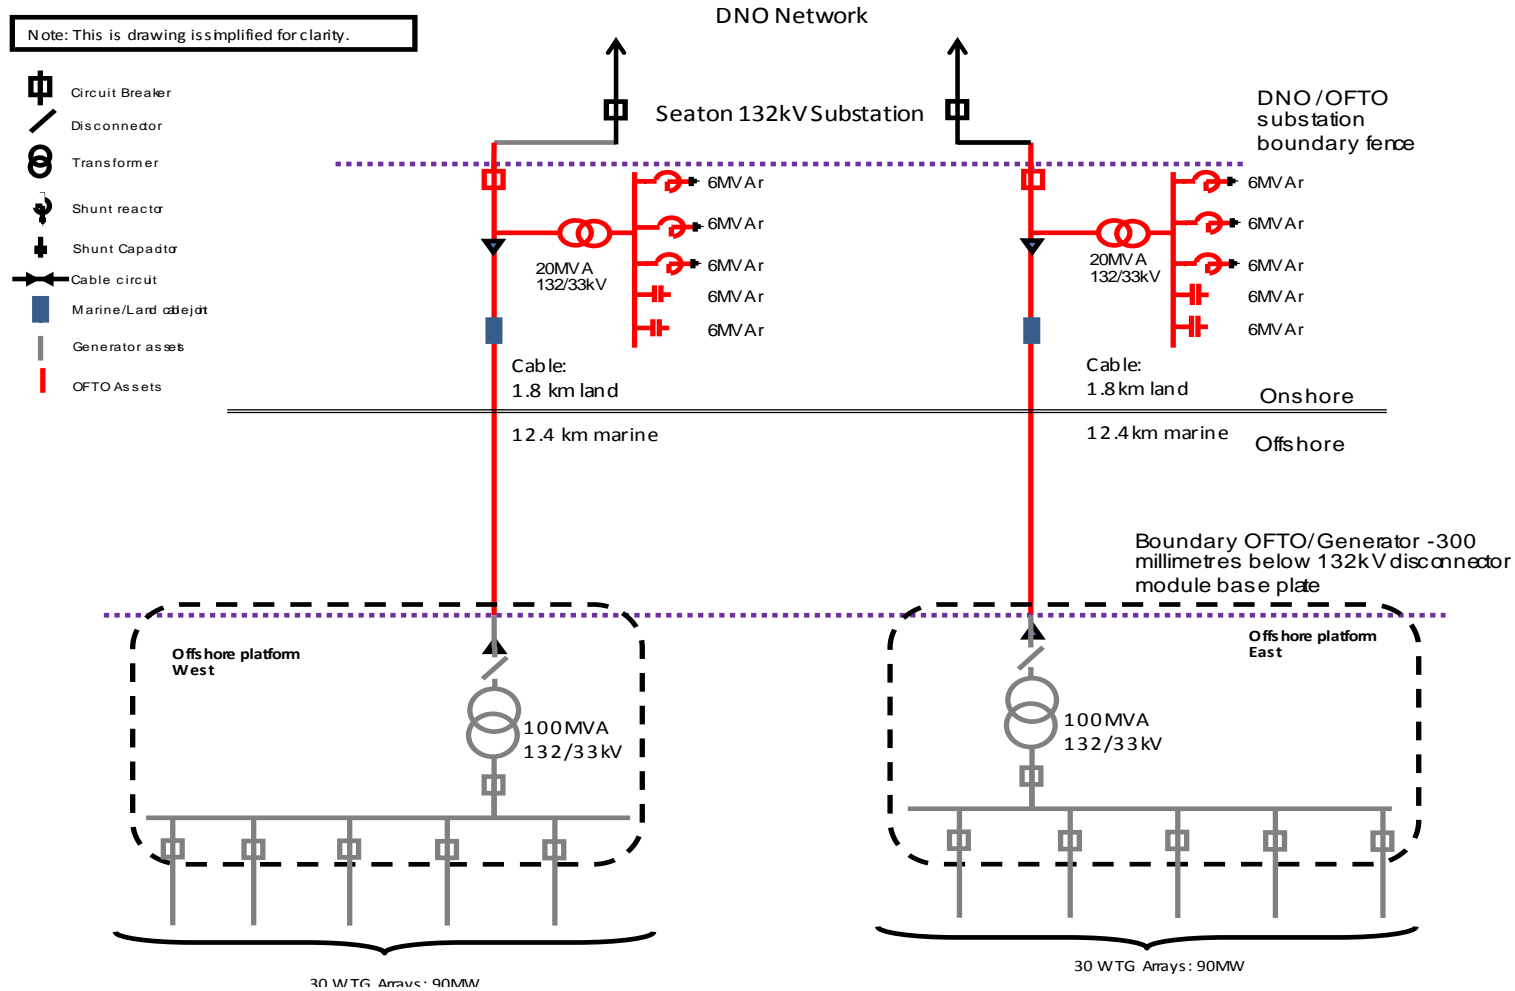 DNO Network
Note: This is drawing is simplified for clarity.
Circuit Breaker
Disconnector
Transformer
Shunt reactor
Shunt Capacitor
Cable circuit
Marine/Land cable joint
Generator assets
OFTO Assets
Seaton 132kV Substation
DNO/OFTO
substation
boundary fence
6MVAr
6MVAr
6MVAr
6MVAr
6MVAr
20MVA
132/33kV
6MVAr
6MVAr
6MVAr
6MVAr
6MVAr
20MVA
132/33kV
Cable:
1.8 km land
12.4 km marine
Cable:
1.8km land
12.4km marine
Onshore
Offshore
Boundary OFTO/Generator -300
millimetres below 132kV disconnector
module base plate
Offshore platform
West
100MVA
132/33kV
Offshore platform
East
100MVA
132/33kV
30 WTG Arrays: 90MW
30 WTG Arrays: 90MW